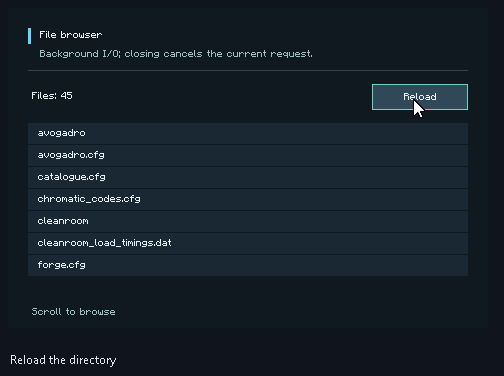 File browser
Background I/O; closing cancels the current request.
Files: 45
Reload
avogadro
avogadro.cfg
catalogue.cfg
chromatic_codes.cfg
cleanroom
cleanroom_load_timings.dat
forge.cfg
Scroll to browse
Reload the directory